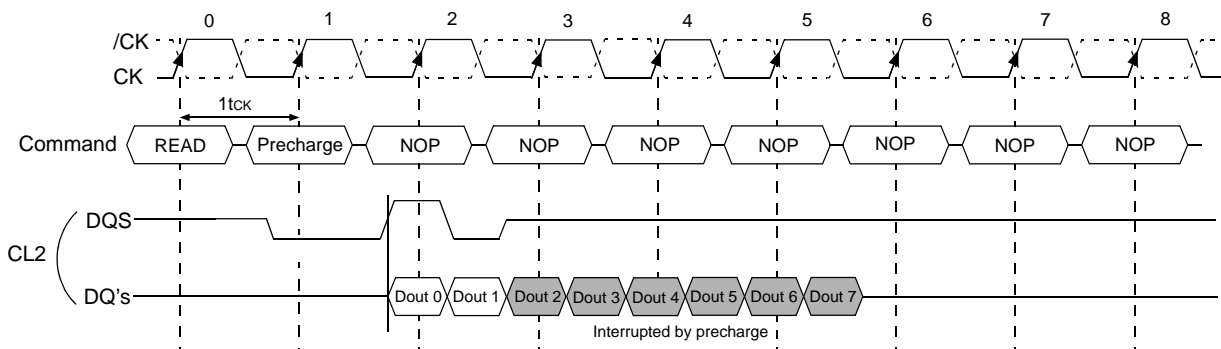 0 1 2 3 4 5 6 7 8
/CK
CK
1tCK
Command READ Precharge NOP NOP NOP NOP NOP NOP NOP
DQS
CL2
DQ's Dout 0 Dout 1 Dout 2 Dout 3 Dout 4 Dout 5 Dout 6 Dout 7
Interrupted by precharge